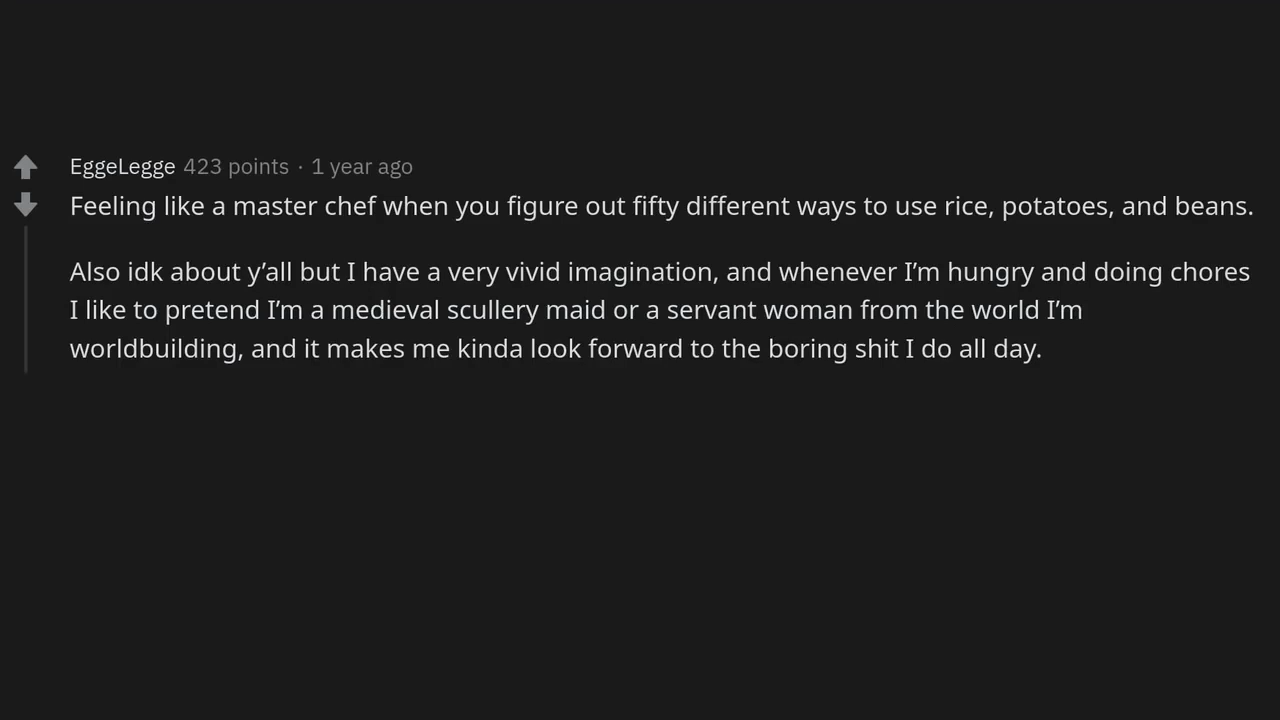 EggeLegge 423 points · 1 year ago
Feeling like a master chef when you figure out fifty different ways to use rice, potatoes, and beans.
Also idk about y’all but I have a very vivid imagination, and whenever I’m hungry and doing chores
I like to pretend I’m a medieval scullery maid or a servant woman from the world I’m
worldbuilding, and it makes me kinda look forward to the boring shit I do all day.